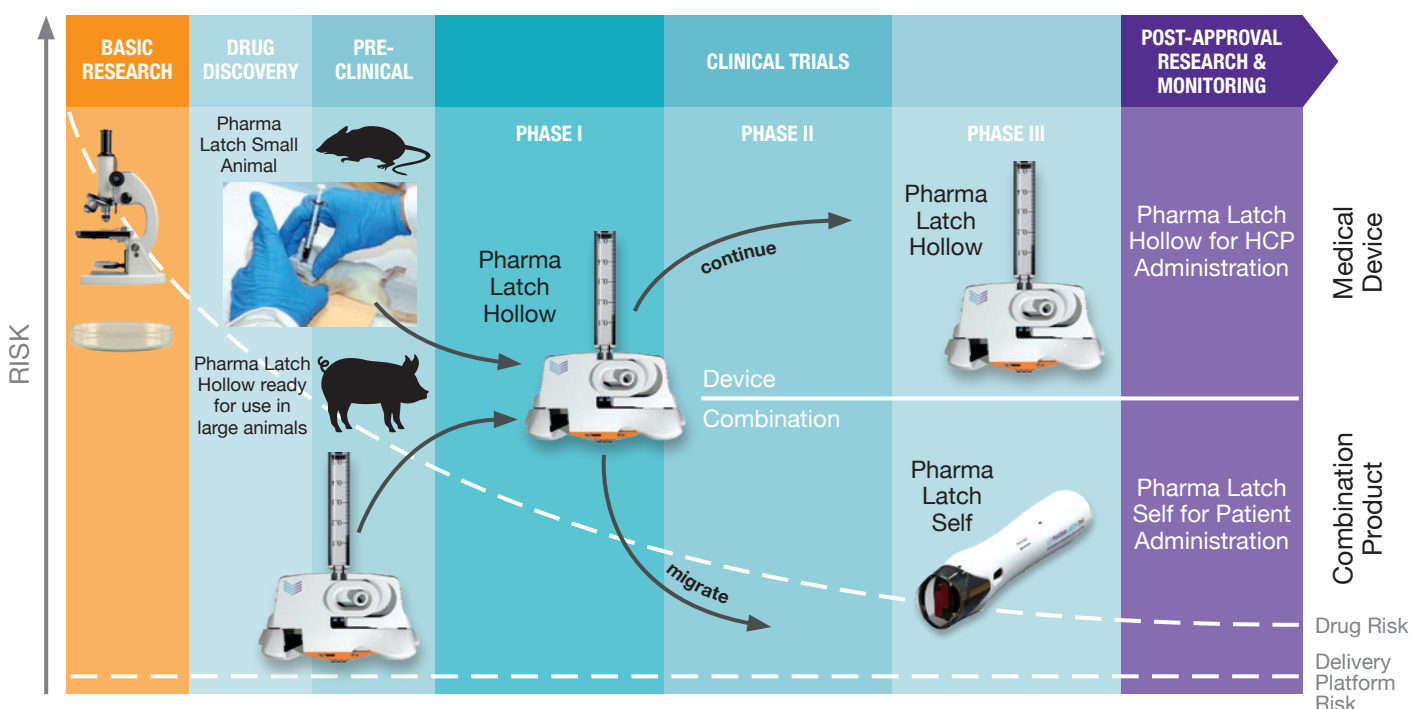 BASIC
RESEARCH
DRUG
DISCOVERY
PRE-
CLINICAL
CLINICAL TRIALS
POST-APPROVAL
RESEARCH &
MONITORING
RISK
Pharma
Latch Small
Animal
PHASE I
PHASE II
PHASE III
Pharma
Latch
Hollow
continue
Pharma
Latch
Hollow
Pharma Latch
Hollow for HCP
Administration
Medical
Device
Pharma Latch
Hollow ready
for use in
large animals
Device
Combination
migrate
Pharma
Latch
Self
Pharma Latch
Self for Patient
Administration
Combination
Product
Drug Risk
Delivery
Platform
Risk